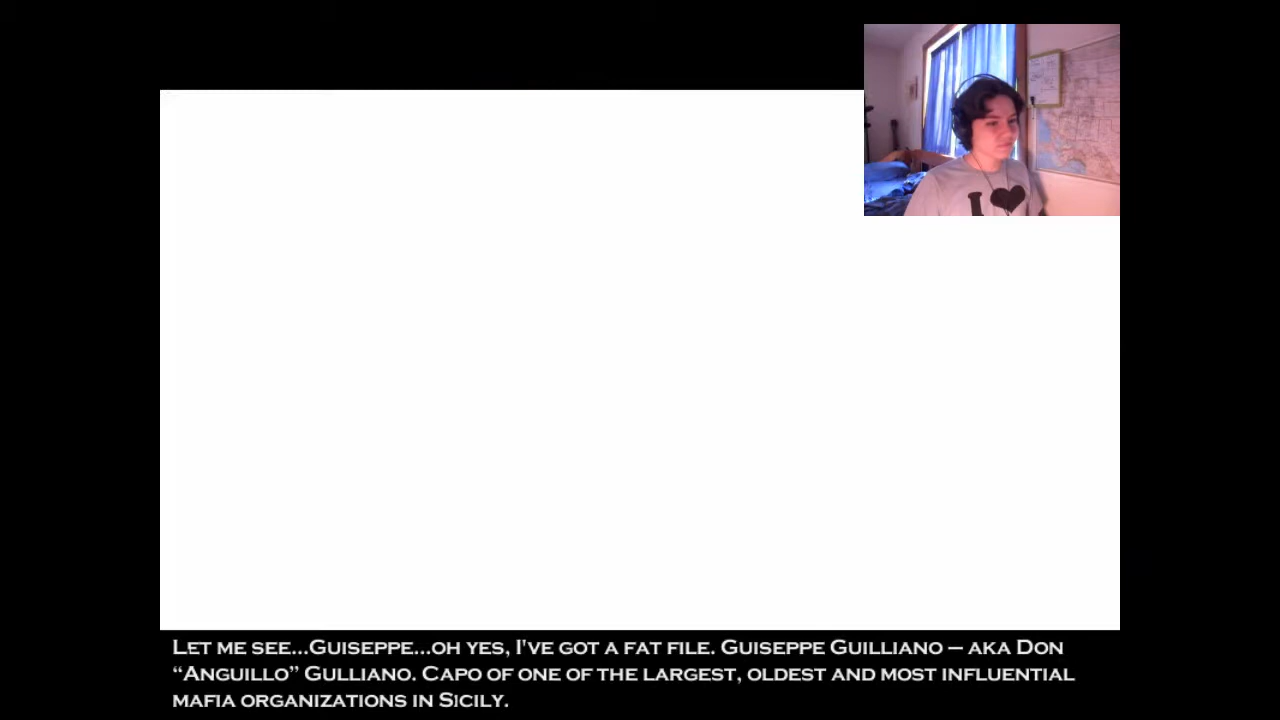 I ♥
Let me see...Guiseppe...oh yes, I've got a fat file. Guiseppe Guilliano – aka Don
“Anguillo” Gulliano. Capo of one of the largest, oldest and most influential
mafia organizations in Sicily.